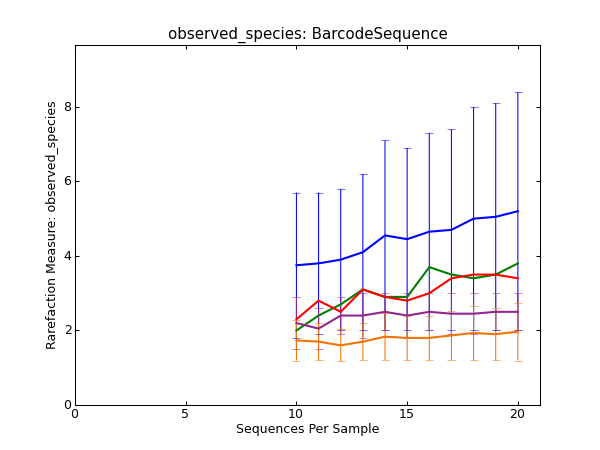 observed_species: BarcodeSequence
Rarefaction Measure: observed_species
8
6
4
2
0
0 5 10 15 20
Sequences Per Sample